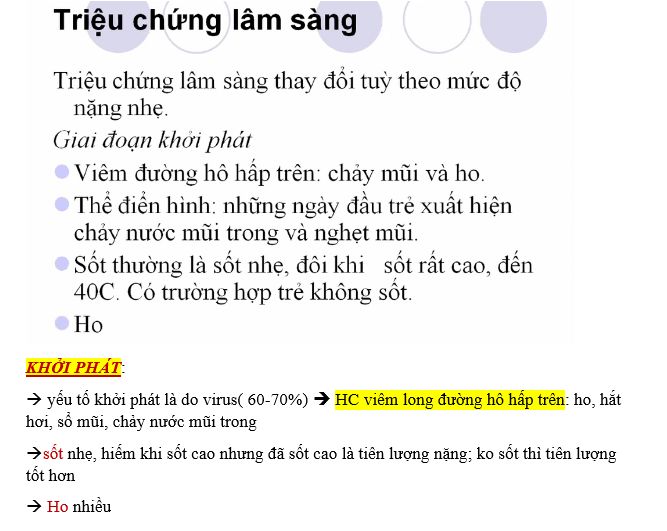 Triệu chứng lâm sàng
Triệu chứng lâm sàng thay đổi tuỳ theo mức độ
nặng nhẹ.
Giai đoạn khởi phát
Viêm đường hô hấp trên: chảy mũi và ho.
Thể điển hình: những ngày đầu trẻ xuất hiện
chảy nước mũi trong và nghẹt mũi.
Sốt thường là sốt nhẹ, đôi khi sốt rất cao, đến
40C. Có trường hợp trẻ không sốt.
Ho
KHỞI PHÁT:
→ yếu tố khởi phát là do virus( 60-70%) ➔ HC viêm long đường hô hấp trên: ho, hắt
hơi, sổ mũi, chảy nước mũi trong
→sốt nhẹ, hiếm khi sốt cao nhưng đã sốt cao là tiên lượng nặng; ko sốt thì tiên lượng
tốt hơn
→ Ho nhiều